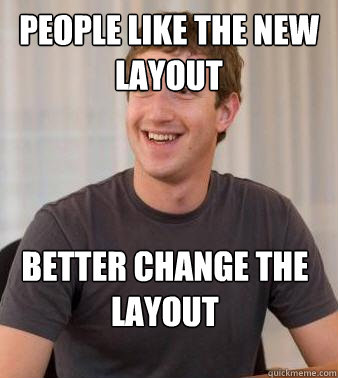 PEOPLE LIKE THE NEW
LAYOUT
BETTER CHANGE THE
LAYOUT
quickmeme.com